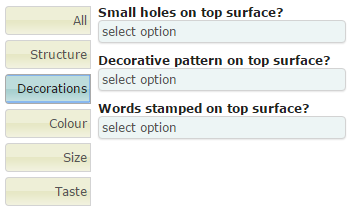 All
Structure
Decorations
Colour
Size
Taste
Small holes on top surface?
select option
Decorative pattern on top surface?
select option
Words stamped on top surface?
select option